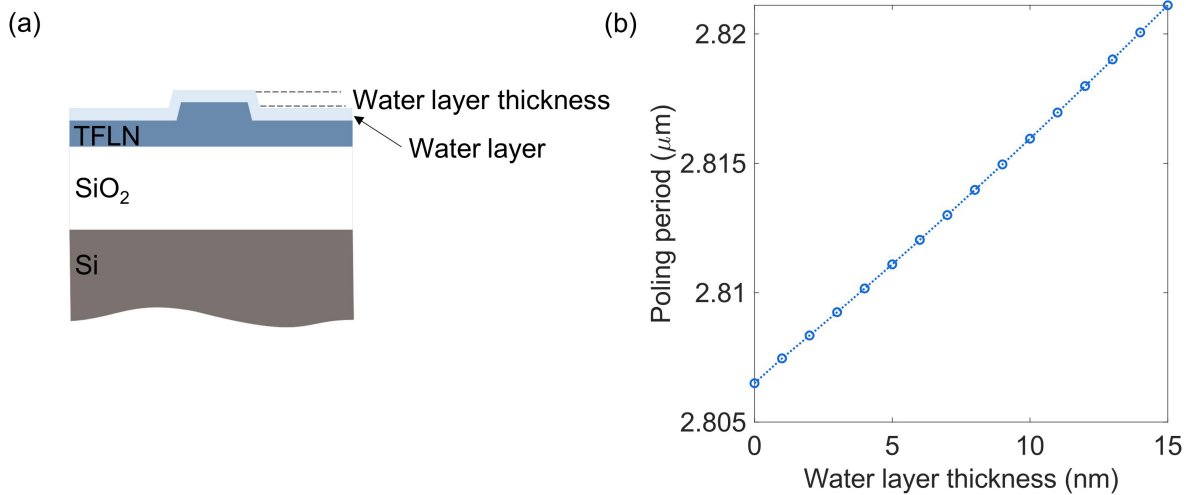 (a)
Water layer thickness
TFLN
Water layer
SiO₂
Si
(b)
Poling period (μm)
2.82
2.815
2.81
2.805
0
5
10
15
Water layer thickness (nm)